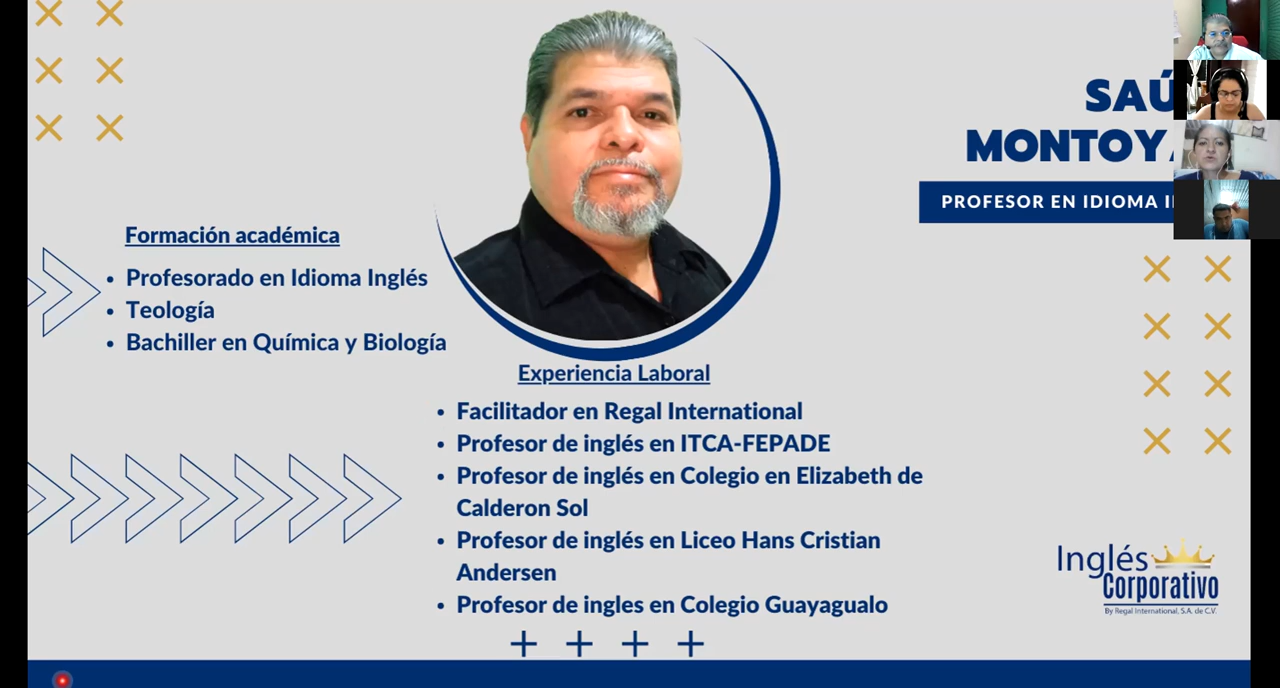 SAÚ
MONTOYA
PROFESOR EN IDIOMA I
Formación académica
• Profesorado en Idioma Inglés
• Teología
• Bachiller en Química y Biología
Experiencia Laboral
• Facilitador en Regal International
• Profesor de inglés en ITCA-FEPADE
• Profesor de inglés en Colegio en Elizabeth de
Calderon Sol
• Profesor de inglés en Liceo Hans Cristian
Andersen
• Profesor de ingles en Colegio Guayagualo
Inglés
Corporativo
By Regal International, S.A. de C.V.